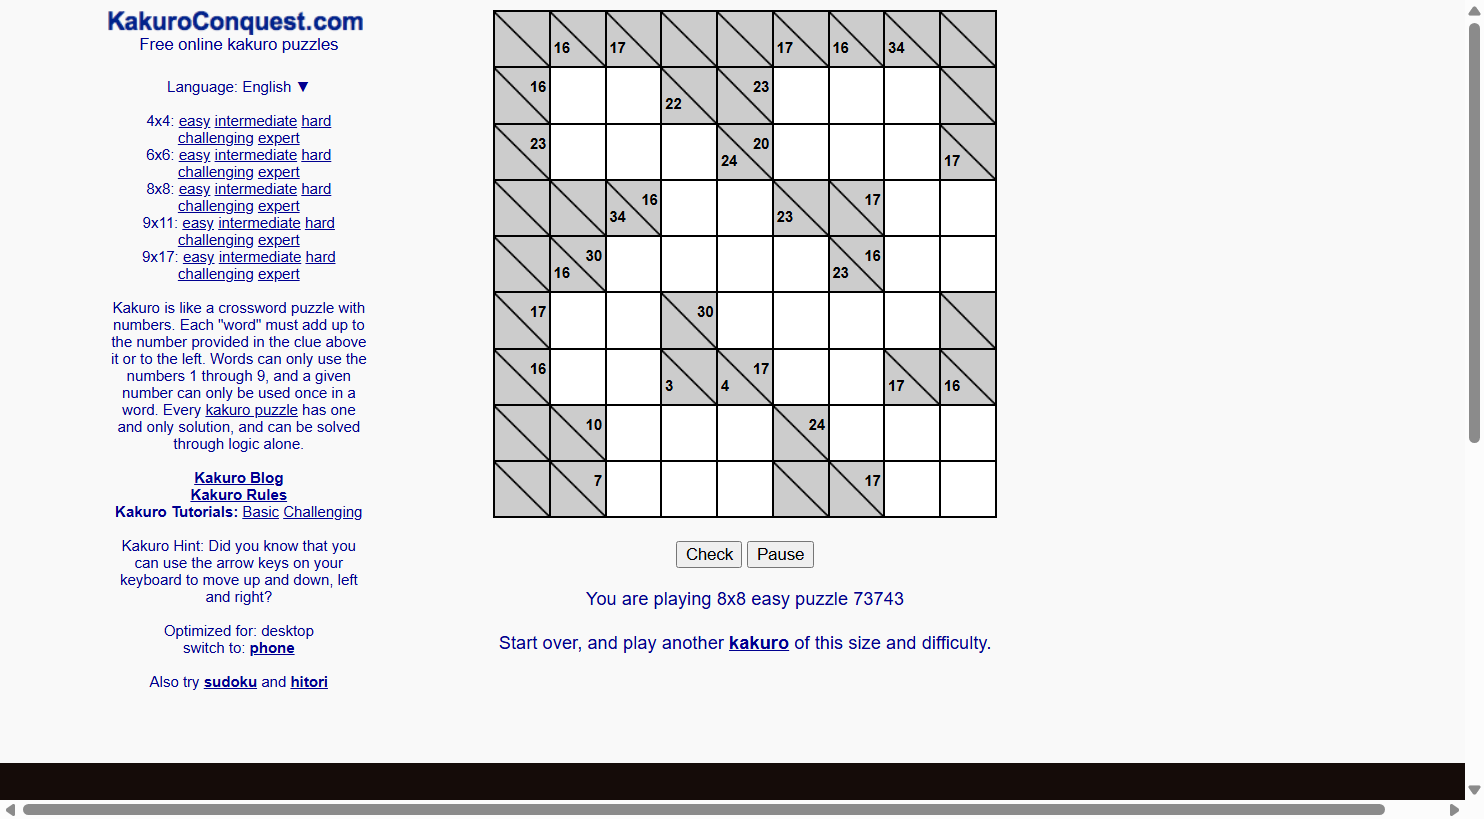 KakuroConquest.com
Free online kakuro puzzles
Language: English ▼
4x4: easy intermediate hard
challenging expert
6x6: easy intermediate hard
challenging expert
8x8: easy intermediate hard
challenging expert
9x11: easy intermediate hard
challenging expert
9x17: easy intermediate hard
challenging expert
Kakuro is like a crossword puzzle with
numbers. Each "word" must add up to
the number provided in the clue above
it or to the left. Words can only use the
numbers 1 through 9, and a given
number can only be used once in a
word. Every kakuro puzzle has one
and only solution, and can be solved
through logic alone.
Kakuro Blog
Kakuro Rules
Kakuro Tutorials: Basic Challenging
Kakuro Hint: Did you know that you
can use the arrow keys on your
keyboard to move up and down, left
and right?
Optimized for: desktop
switch to: phone
Also try sudoku and hitori
16 17 17 16 34
16 22 23
23 24 20 17
34 16 23 17
16 30 23 16
17 30
16 3 4 17 17 16
10 24
7 17
Check Pause
You are playing 8x8 easy puzzle 73743
Start over, and play another kakuro of this size and difficulty.